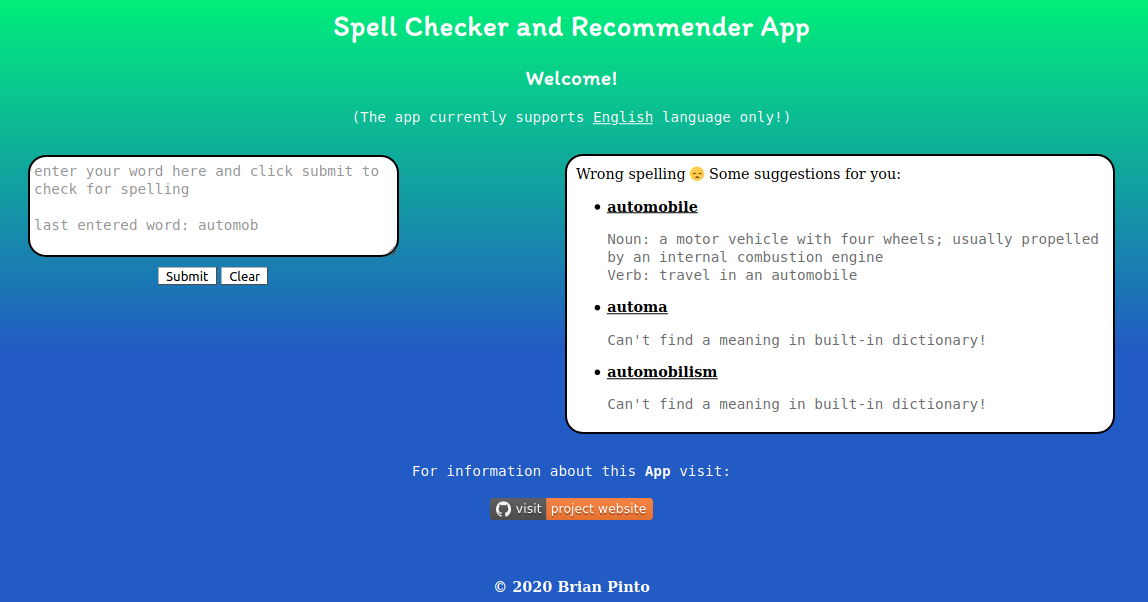 Spell Checker and Recommender App
Welcome!
(The app currently supports English language only!)
enter your word here and click submit to
check for spelling
last entered word: automob
Submit Clear
Wrong spelling 😞 Some suggestions for you:
• automobile
Noun: a motor vehicle with four wheels; usually propelled
by an internal combustion engine
Verb: travel in an automobile
• automa
Can't find a meaning in built-in dictionary!
• automobilism
Can't find a meaning in built-in dictionary!
For information about this App visit:
visit project website
© 2020 Brian Pinto